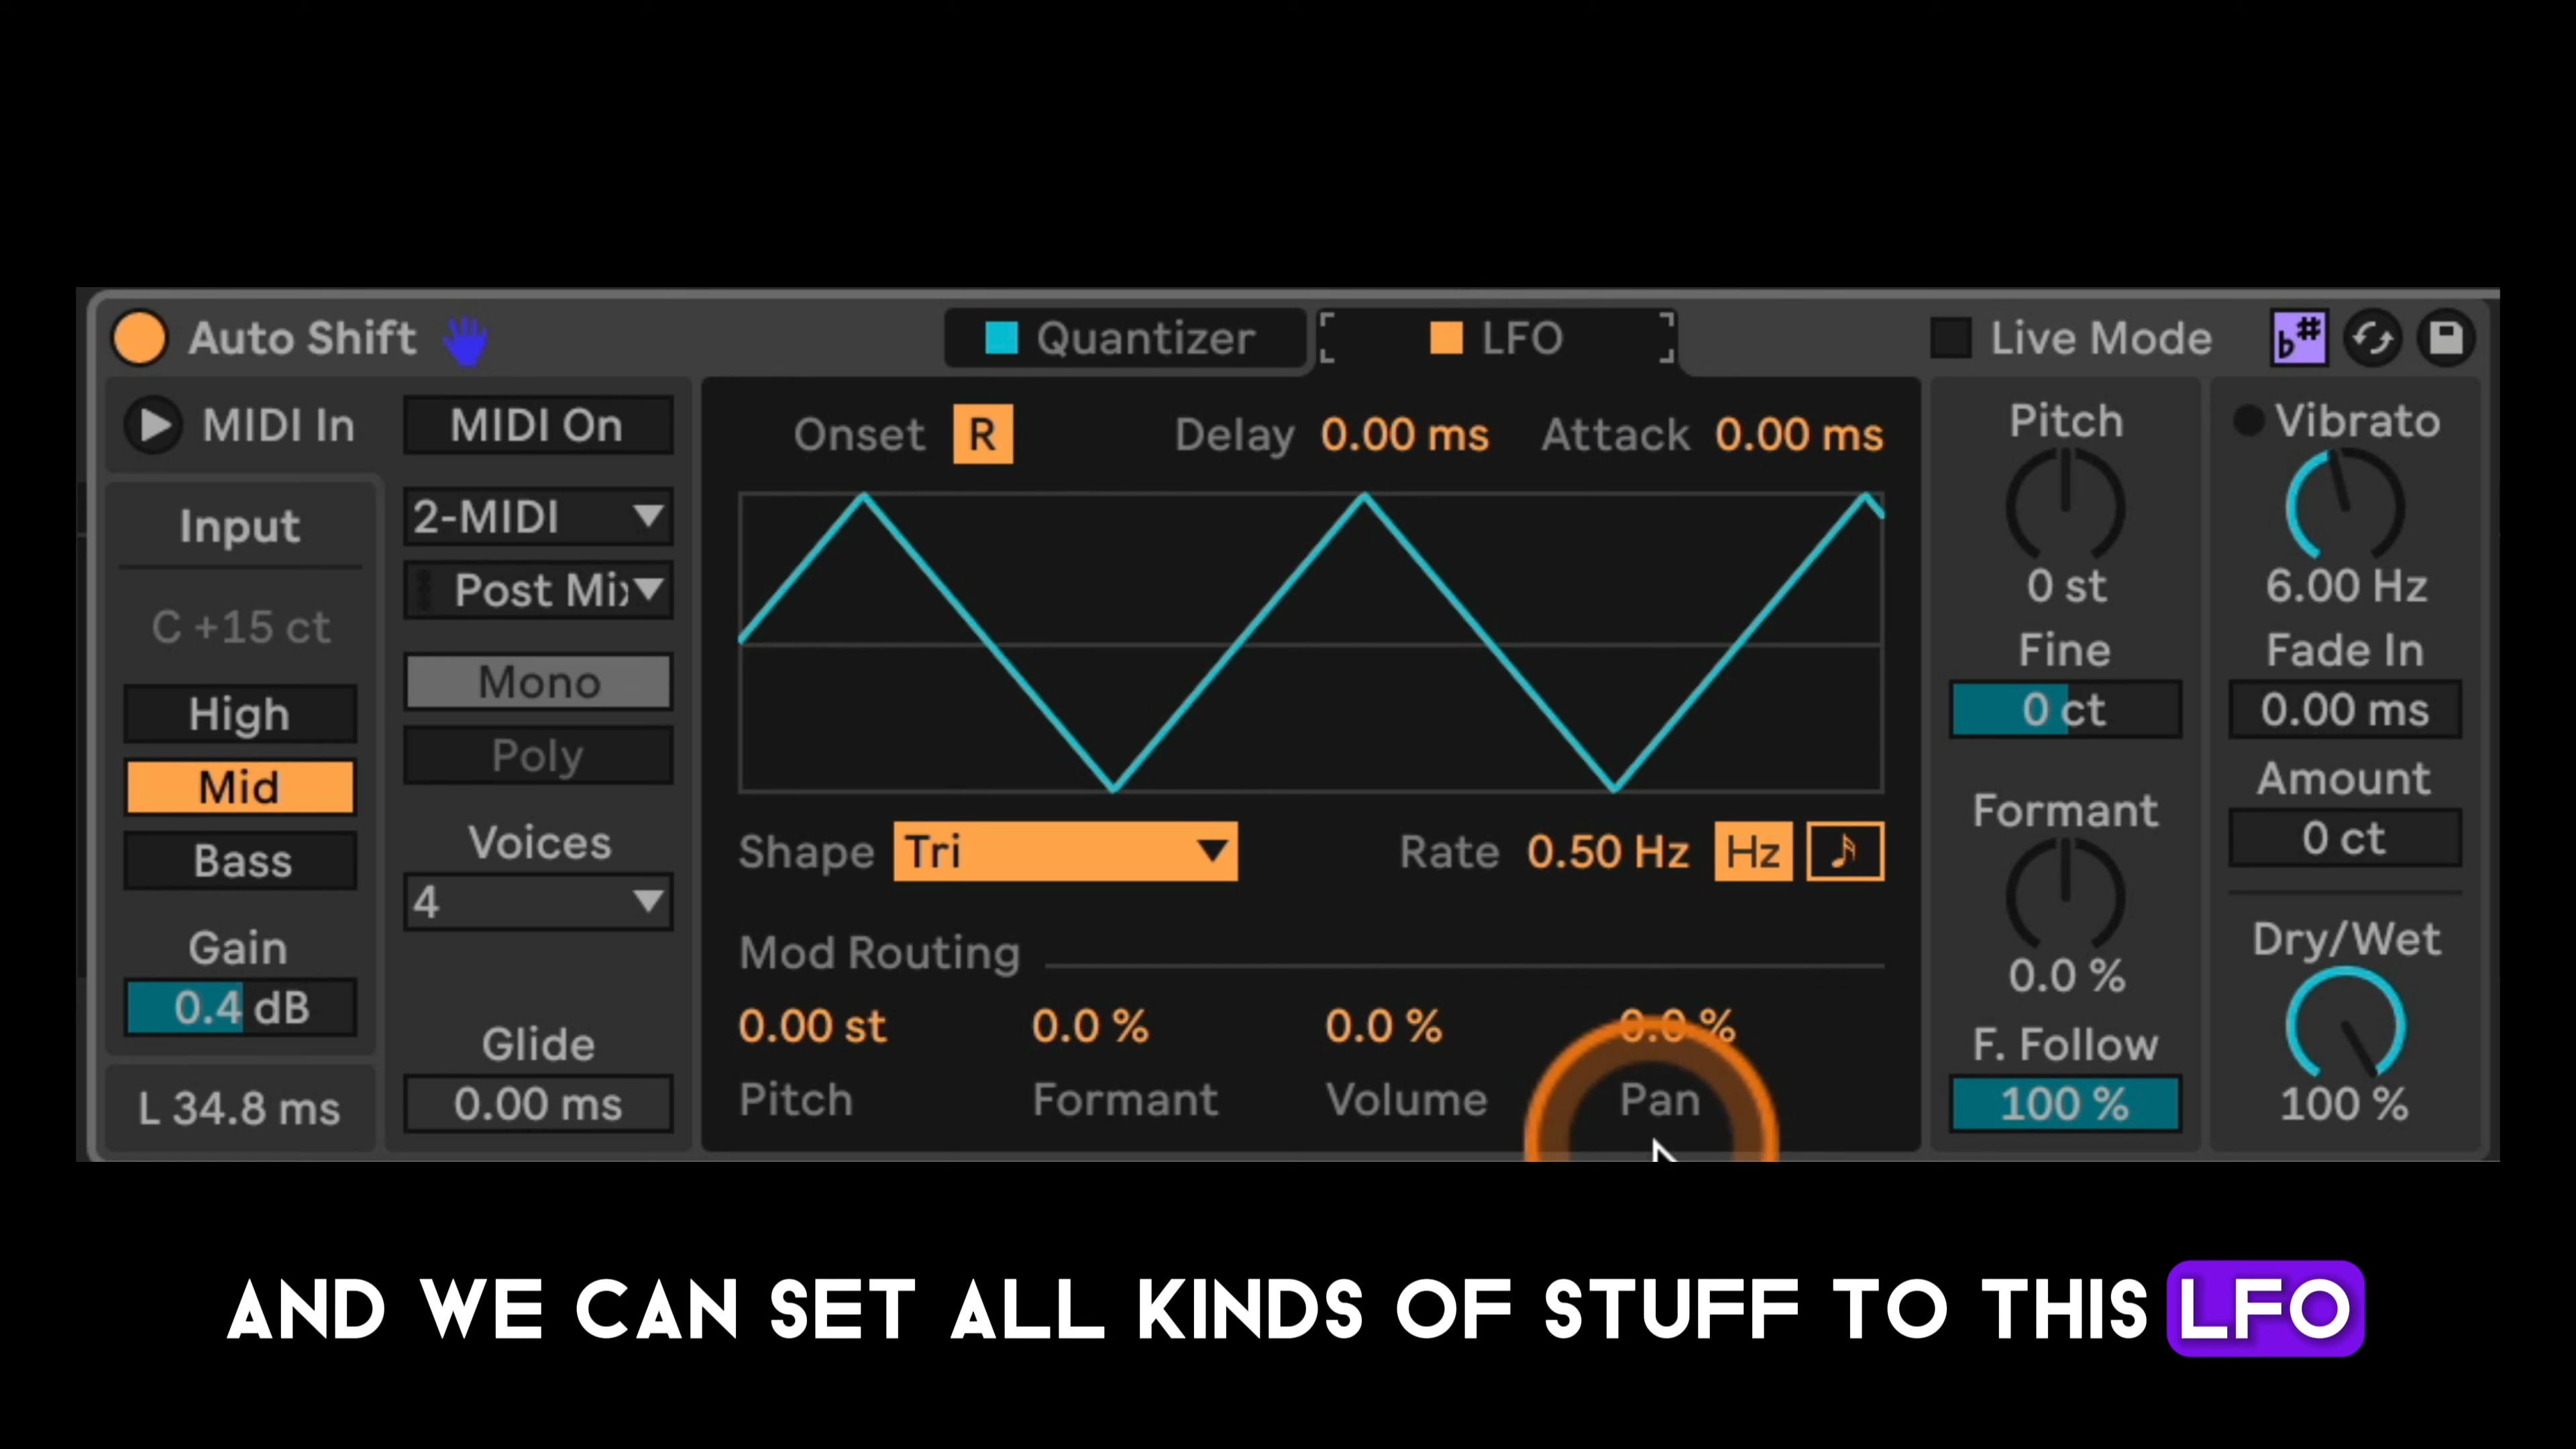 Auto Shift
Quantizer
LFO
Live Mode
b#
MIDI In
MIDI On
Input
2-MIDI
Post Mix
C +15 ct
Mono
High
Poly
Mid
Bass
Voices
4
Gain
0.4 dB
Glide
L 34.8 ms
0.00 ms
Onset R
Delay 0.00 ms
Attack 0.00 ms
Shape Tri
Rate 0.50 Hz Hz
Mod Routing
0.00 st 0.0 % 0.0 % 0.0 %
Pitch Formant Volume Pan
Pitch
0 st
Fine
0 ct
Formant
0.0 %
F. Follow
100 %
Vibrato
6.00 Hz
Fade In
0.00 ms
Amount
0 ct
Dry/Wet
100 %
AND WE CAN SET ALL KINDS OF STUFF TO THIS LFO